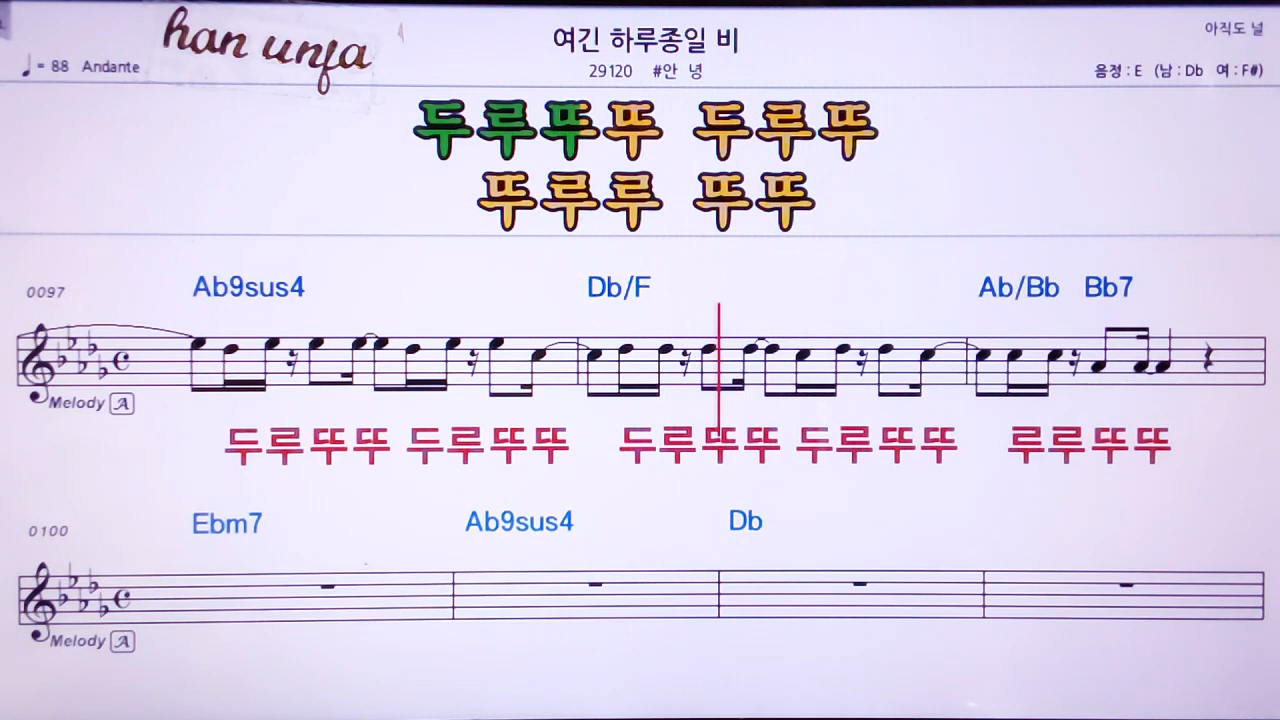 han unfa
여긴 하루종일 비
아직도 널
♩ = 88 Andante
29120 #안 녕
음정 : E (남 : Db 여 : F#)
두루뚜뚜 두루뚜
뚜루루 뚜뚜
0097 Ab9sus4 Db/F Ab/Bb Bb7
Melody A
두루뚜뚜 두루뚜뚜 두루뚜뚜 두루뚜뚜 루루뚜뚜
0100 Ebm7 Ab9sus4 Db
Melody A